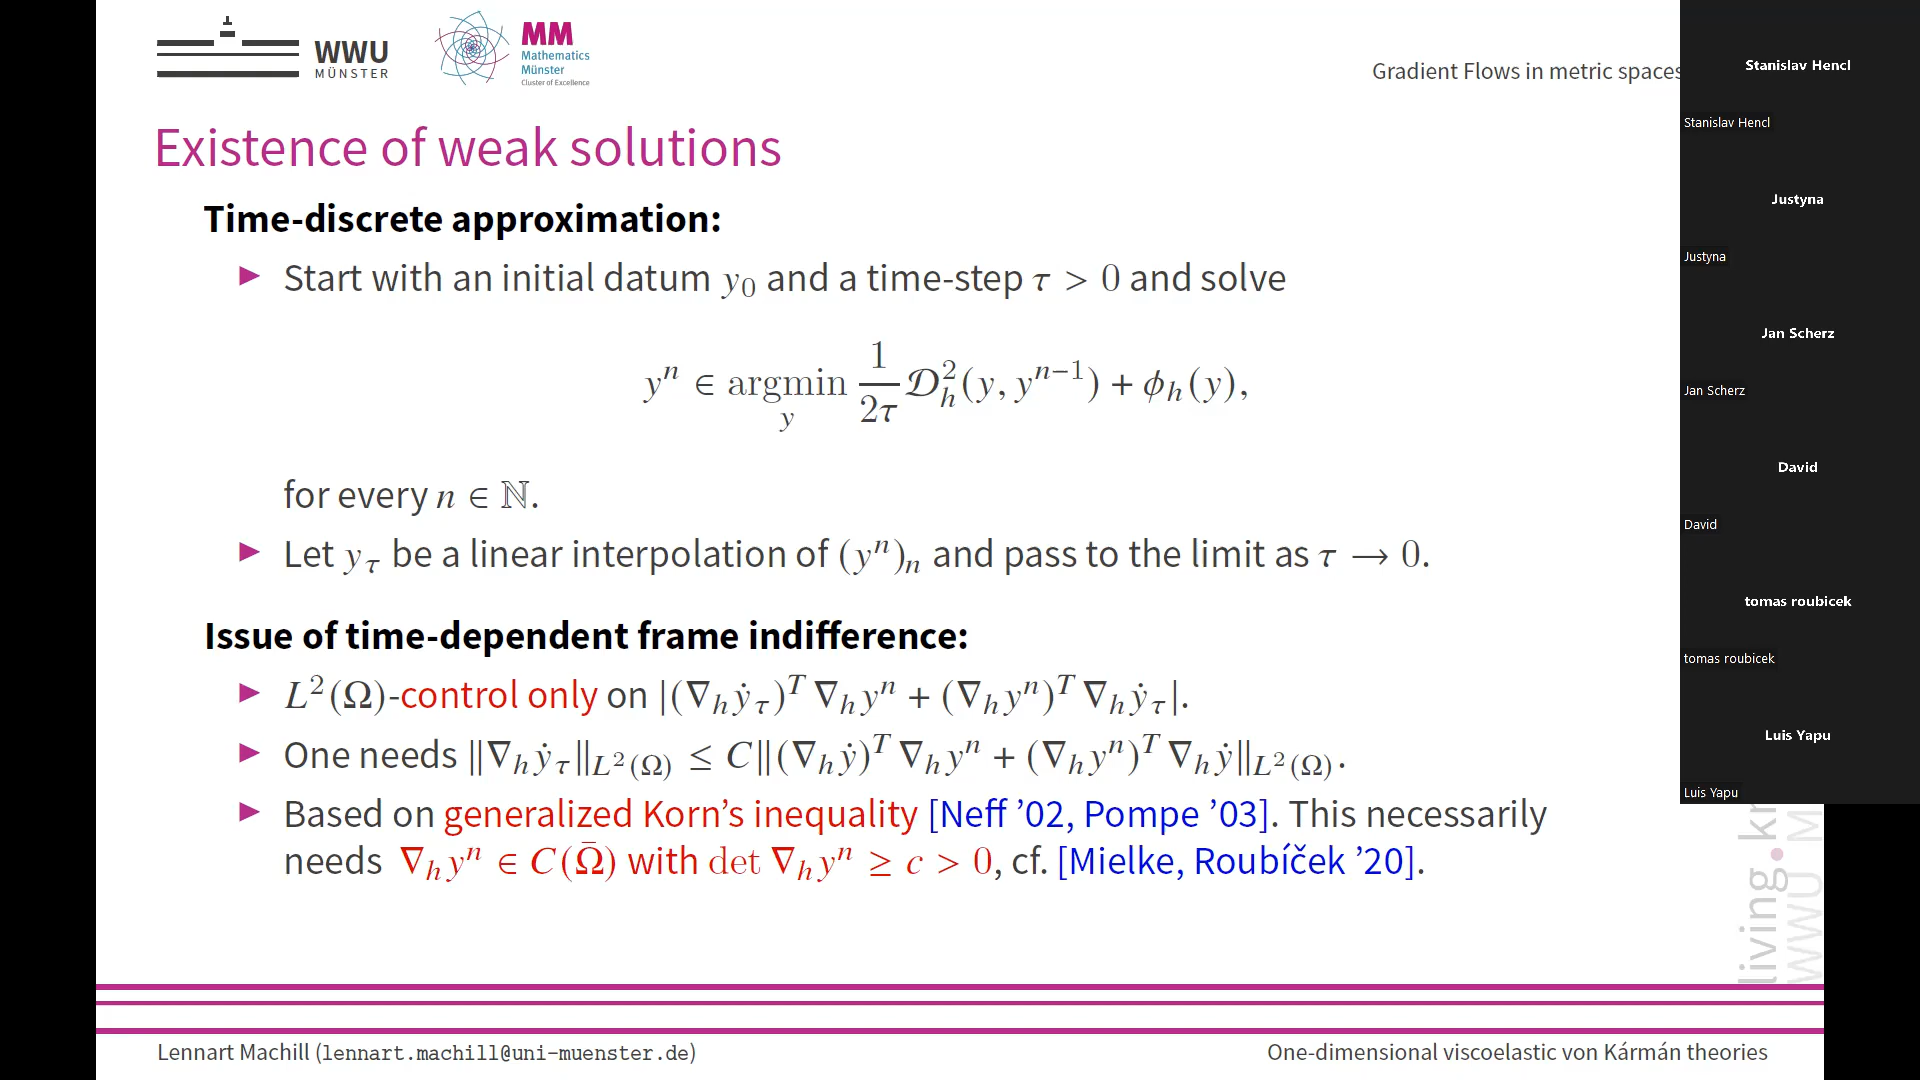 WWU
MÜNSTER
MM
Mathematics
Münster
Cluster of Excellence
Gradient Flows in metric spaces
Existence of weak solutions
Time-discrete approximation:
▶ Start with an initial datum y₀ and a time-step τ > 0 and solve
yⁿ ∈ argmin_y 1/(2τ) 𝒟_h²(y, yⁿ⁻¹) + ϕ_h(y),
for every n ∈ ℕ.
▶ Let y_τ be a linear interpolation of (yⁿ)_n and pass to the limit as τ → 0.
Issue of time-dependent frame indifference:
▶ L²(Ω)-control only on |(∇_h ẏ_τ)^T ∇_h yⁿ + (∇_h yⁿ)^T ∇_h ẏ_τ|.
▶ One needs ‖∇_h ẏ_τ‖_{L²(Ω)} ≤ C‖(∇_h ẏ)^T ∇_h yⁿ + (∇_h yⁿ)^T ∇_h ẏ‖_{L²(Ω)}.
▶ Based on generalized Korn’s inequality [Neff ’02, Pompe ’03]. This necessarily
needs ∇_h yⁿ ∈ C(Ω̄) with det ∇_h yⁿ ≥ c > 0, cf. [Mielke, Roubíček ’20].
living.kn
WWU M
Lennart Machill (lennart.machill@uni-muenster.de)
One-dimensional viscoelastic von Kármán theories
Stanislav Hencl
Stanislav Hencl
Justyna
Justyna
Jan Scherz
Jan Scherz
David
David
tomas roubicek
tomas roubicek
Luis Yapu
Luis Yapu